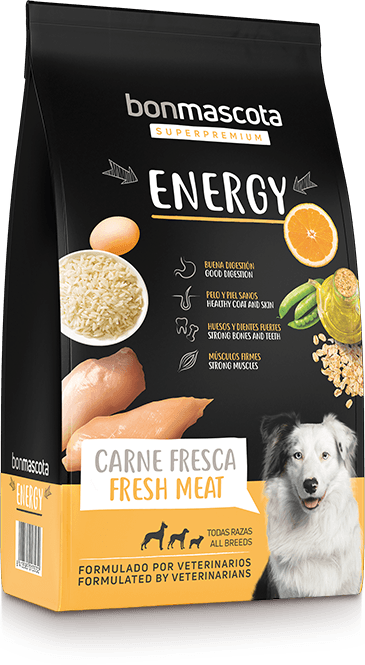 bonmascota
SUPERPREMIUM
ENERGY
BUENA DIGESTIÓN
GOOD DIGESTION
PELO Y PIEL SANOS
HEALTHY COAT AND SKIN
HUESOS Y DIENTES FUERTES
STRONG BONES AND TEETH
MÚSCULOS FIRMES
STRONG MUSCLES
CARNE FRESCA
FRESH MEAT
TODAS RAZAS
ALL BREEDS
FORMULADO POR VETERINARIOS
FORMULATED BY VETERINARIANS
bonmascota
ENERGY